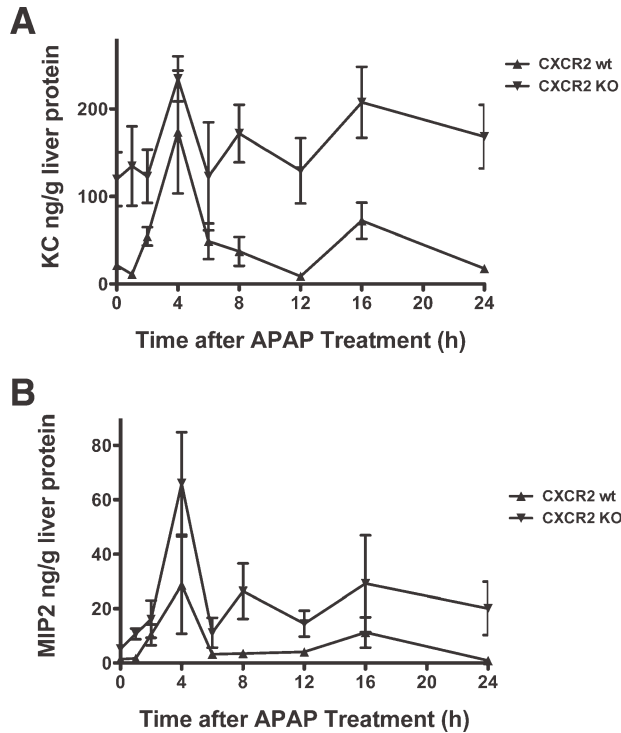 A
KC ng/g liver protein
200
100
0
0 4 8 12 16 20 24
Time after APAP Treatment (h)
CXCR2 wt
CXCR2 KO
B
MIP2 ng/g liver protein
80
60
40
20
0
0 4 8 12 16 20 24
Time after APAP Treatment (h)
CXCR2 wt
CXCR2 KO